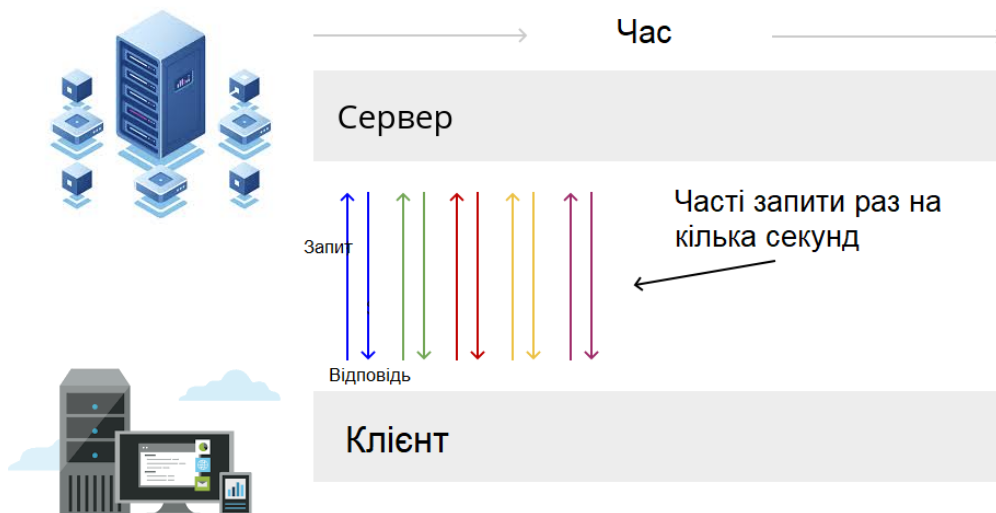 Час
Сервер
Часті запити раз на
кілька секунд
Запит
Відповідь
Клієнт